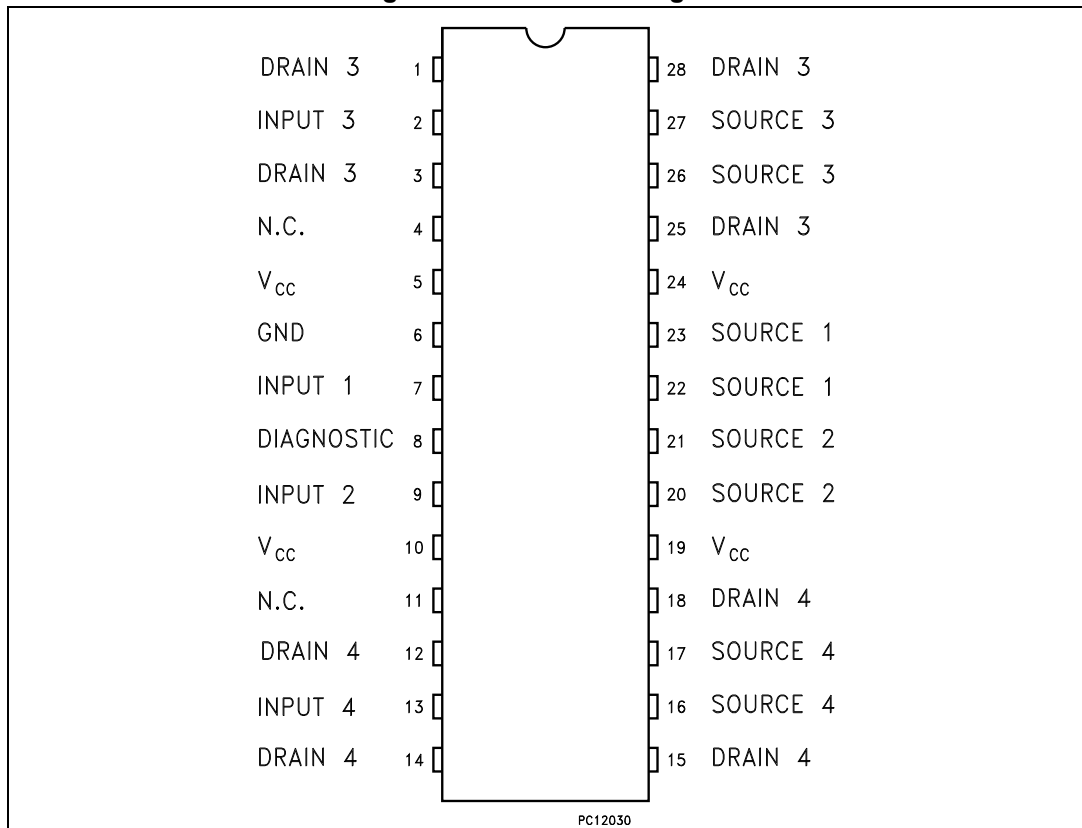 DRAIN 3 1 28 DRAIN 3
INPUT 3 2 27 SOURCE 3
DRAIN 3 3 26 SOURCE 3
N.C. 4 25 DRAIN 3
VCC 5 24 VCC
GND 6 23 SOURCE 1
INPUT 1 7 22 SOURCE 1
DIAGNOSTIC 8 21 SOURCE 2
INPUT 2 9 20 SOURCE 2
VCC 10 19 VCC
N.C. 11 18 DRAIN 4
DRAIN 4 12 17 SOURCE 4
INPUT 4 13 16 SOURCE 4
DRAIN 4 14 15 DRAIN 4
PC12030